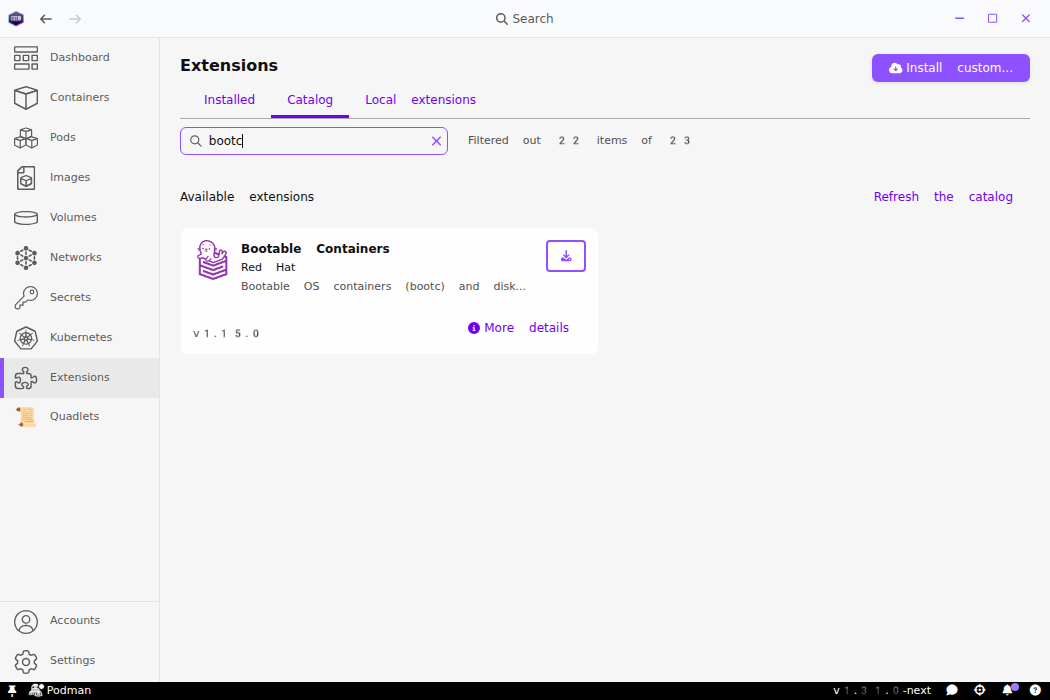 Search
Dashboard
Containers
Pods
Images
Volumes
Networks
Secrets
Kubernetes
Extensions
Quadlets
Accounts
Settings
Extensions
Install custom...
Installed
Catalog
Local extensions
bootc
Filtered out 22 items of 23
Available extensions
Refresh the catalog
Bootable Containers
Red Hat
Bootable OS containers (bootc) and disk...
v1.15.0
More details
Podman
v1.31.0-next